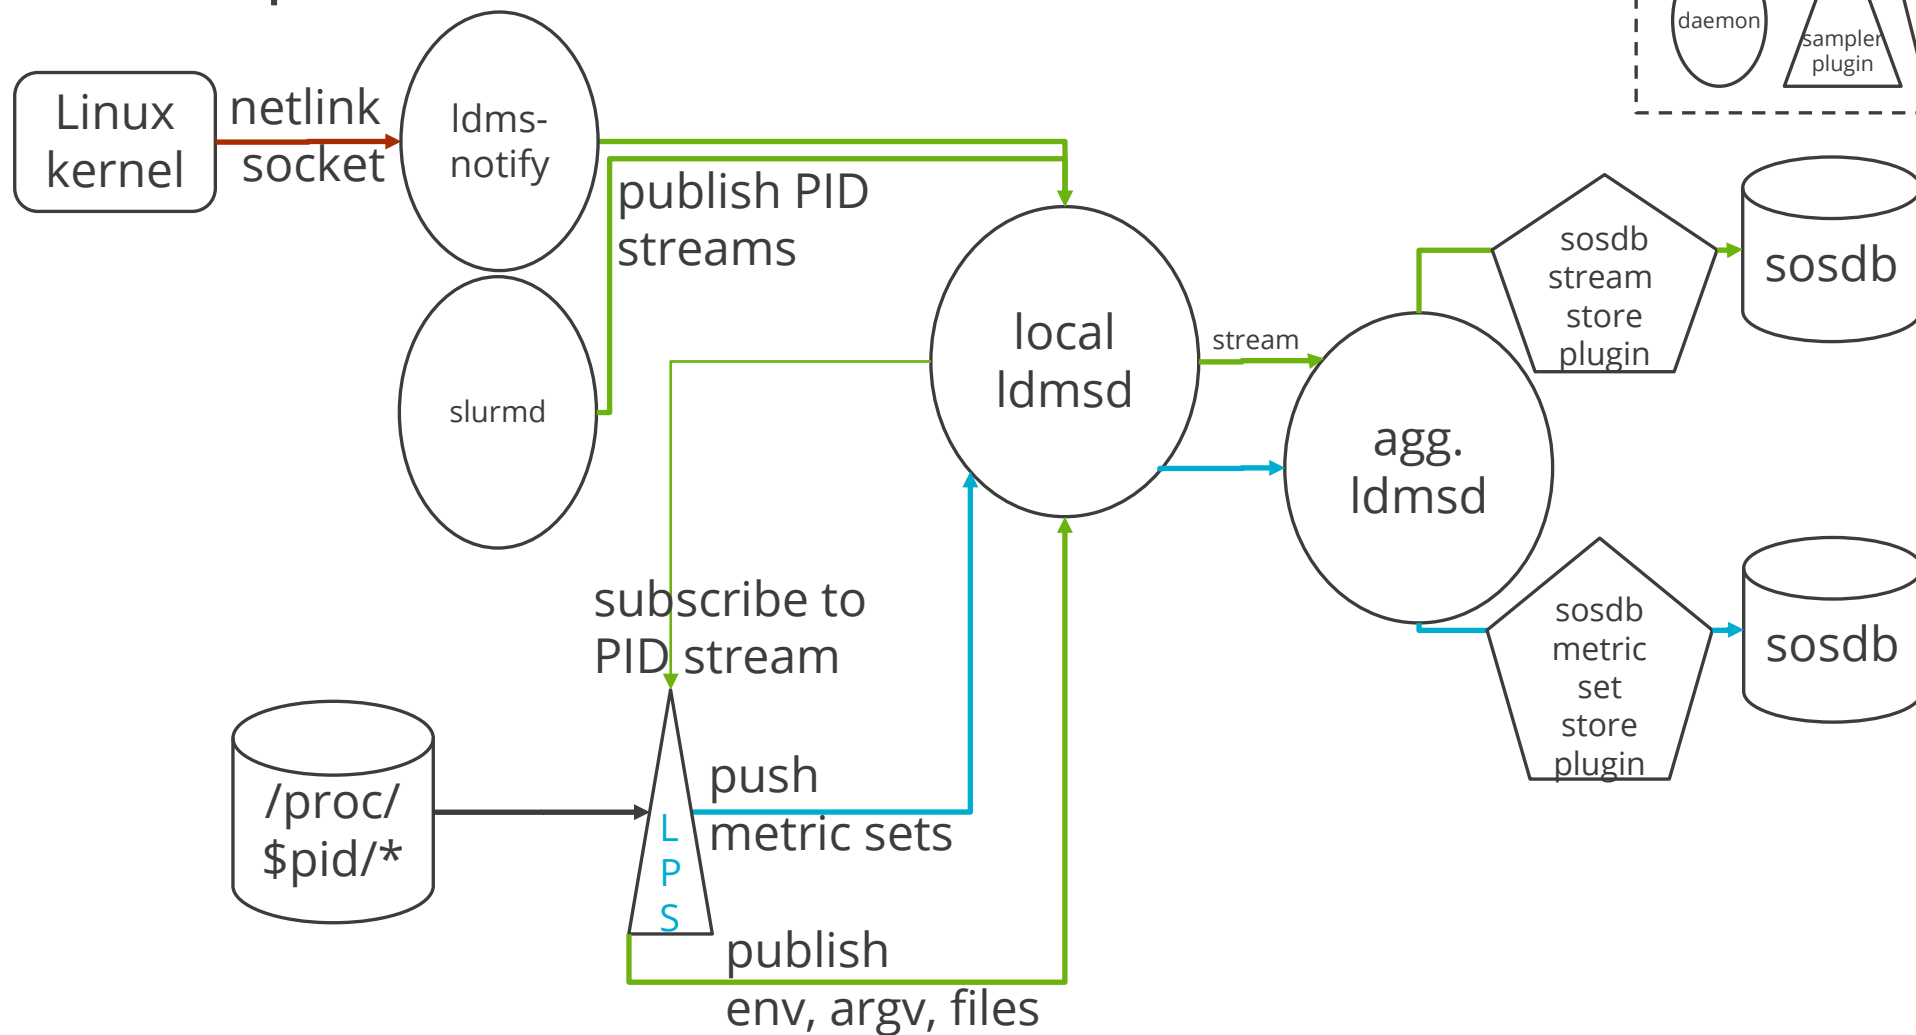 daemon
sampler
plugin
Linux
kernel
netlink
socket
ldms-
notify
publish PID
streams
slurmd
local
ldmsd
stream
agg.
ldmsd
sosdb
stream
store
plugin
sosdb
sosdb
metric
set
store
plugin
sosdb
subscribe to
PID stream
/proc/
$pid/*
L
P
S
push
metric sets
publish
env, argv, files